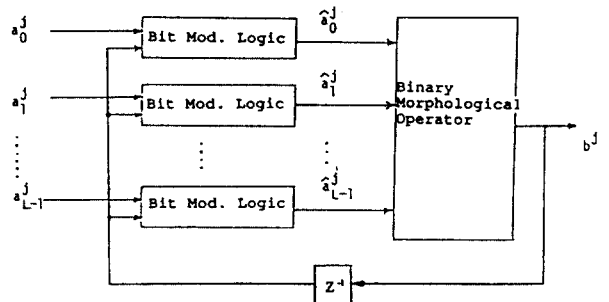 a_0^j
Bit Mod. Logic
â_0^j
a_1^j
Bit Mod. Logic
â_1^j
Binary
Morphological
Operator
b^j
a_{L-1}^j
Bit Mod. Logic
â_{L-1}^j
Z^{-1}